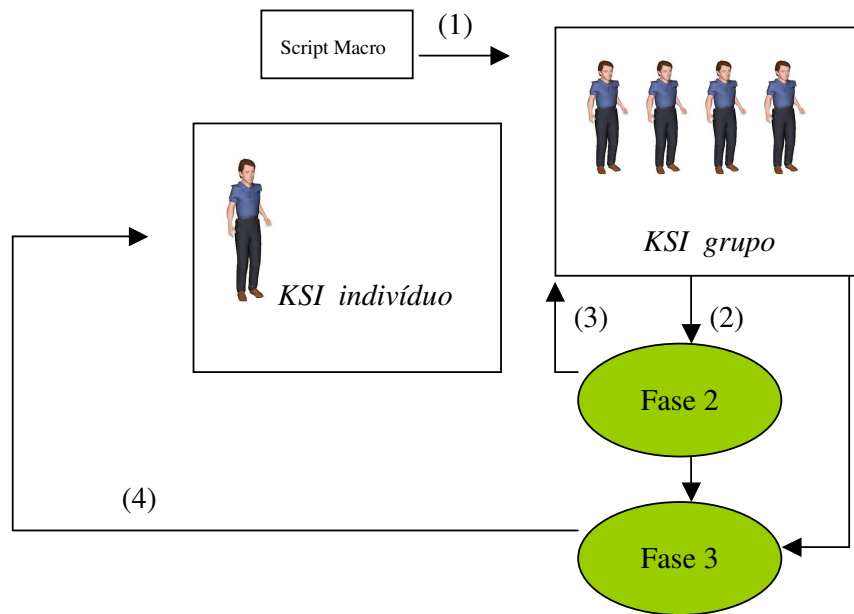 Script Macro
(1)
KSI grupo
KSI indivíduo
(3)
(2)
Fase 2
(4)
Fase 3